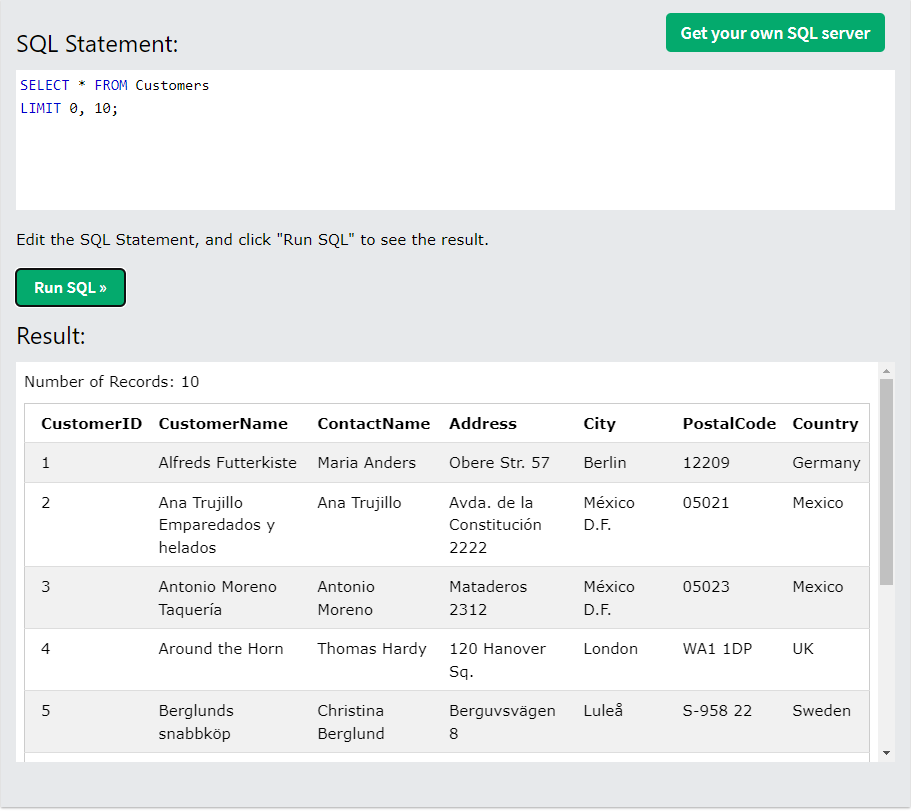 SQL Statement:
Get your own SQL server
SELECT * FROM Customers
LIMIT 0, 10;
Edit the SQL Statement, and click "Run SQL" to see the result.
Run SQL »
Result:
Number of Records: 10
CustomerID CustomerName ContactName Address City PostalCode Country
1 Alfreds Futterkiste Maria Anders Obere Str. 57 Berlin 12209 Germany
2 Ana Trujillo Ana Trujillo Avda. de la México 05021 Mexico
Emparedados y Constitución D.F.
helados 2222
3 Antonio Moreno Antonio Mataderos México 05023 Mexico
Taquería Moreno 2312 D.F.
4 Around the Horn Thomas Hardy 120 Hanover London WA1 1DP UK
Sq.
5 Berglunds Christina Berguvsvägen Luleå S-958 22 Sweden
snabbköp Berglund 8